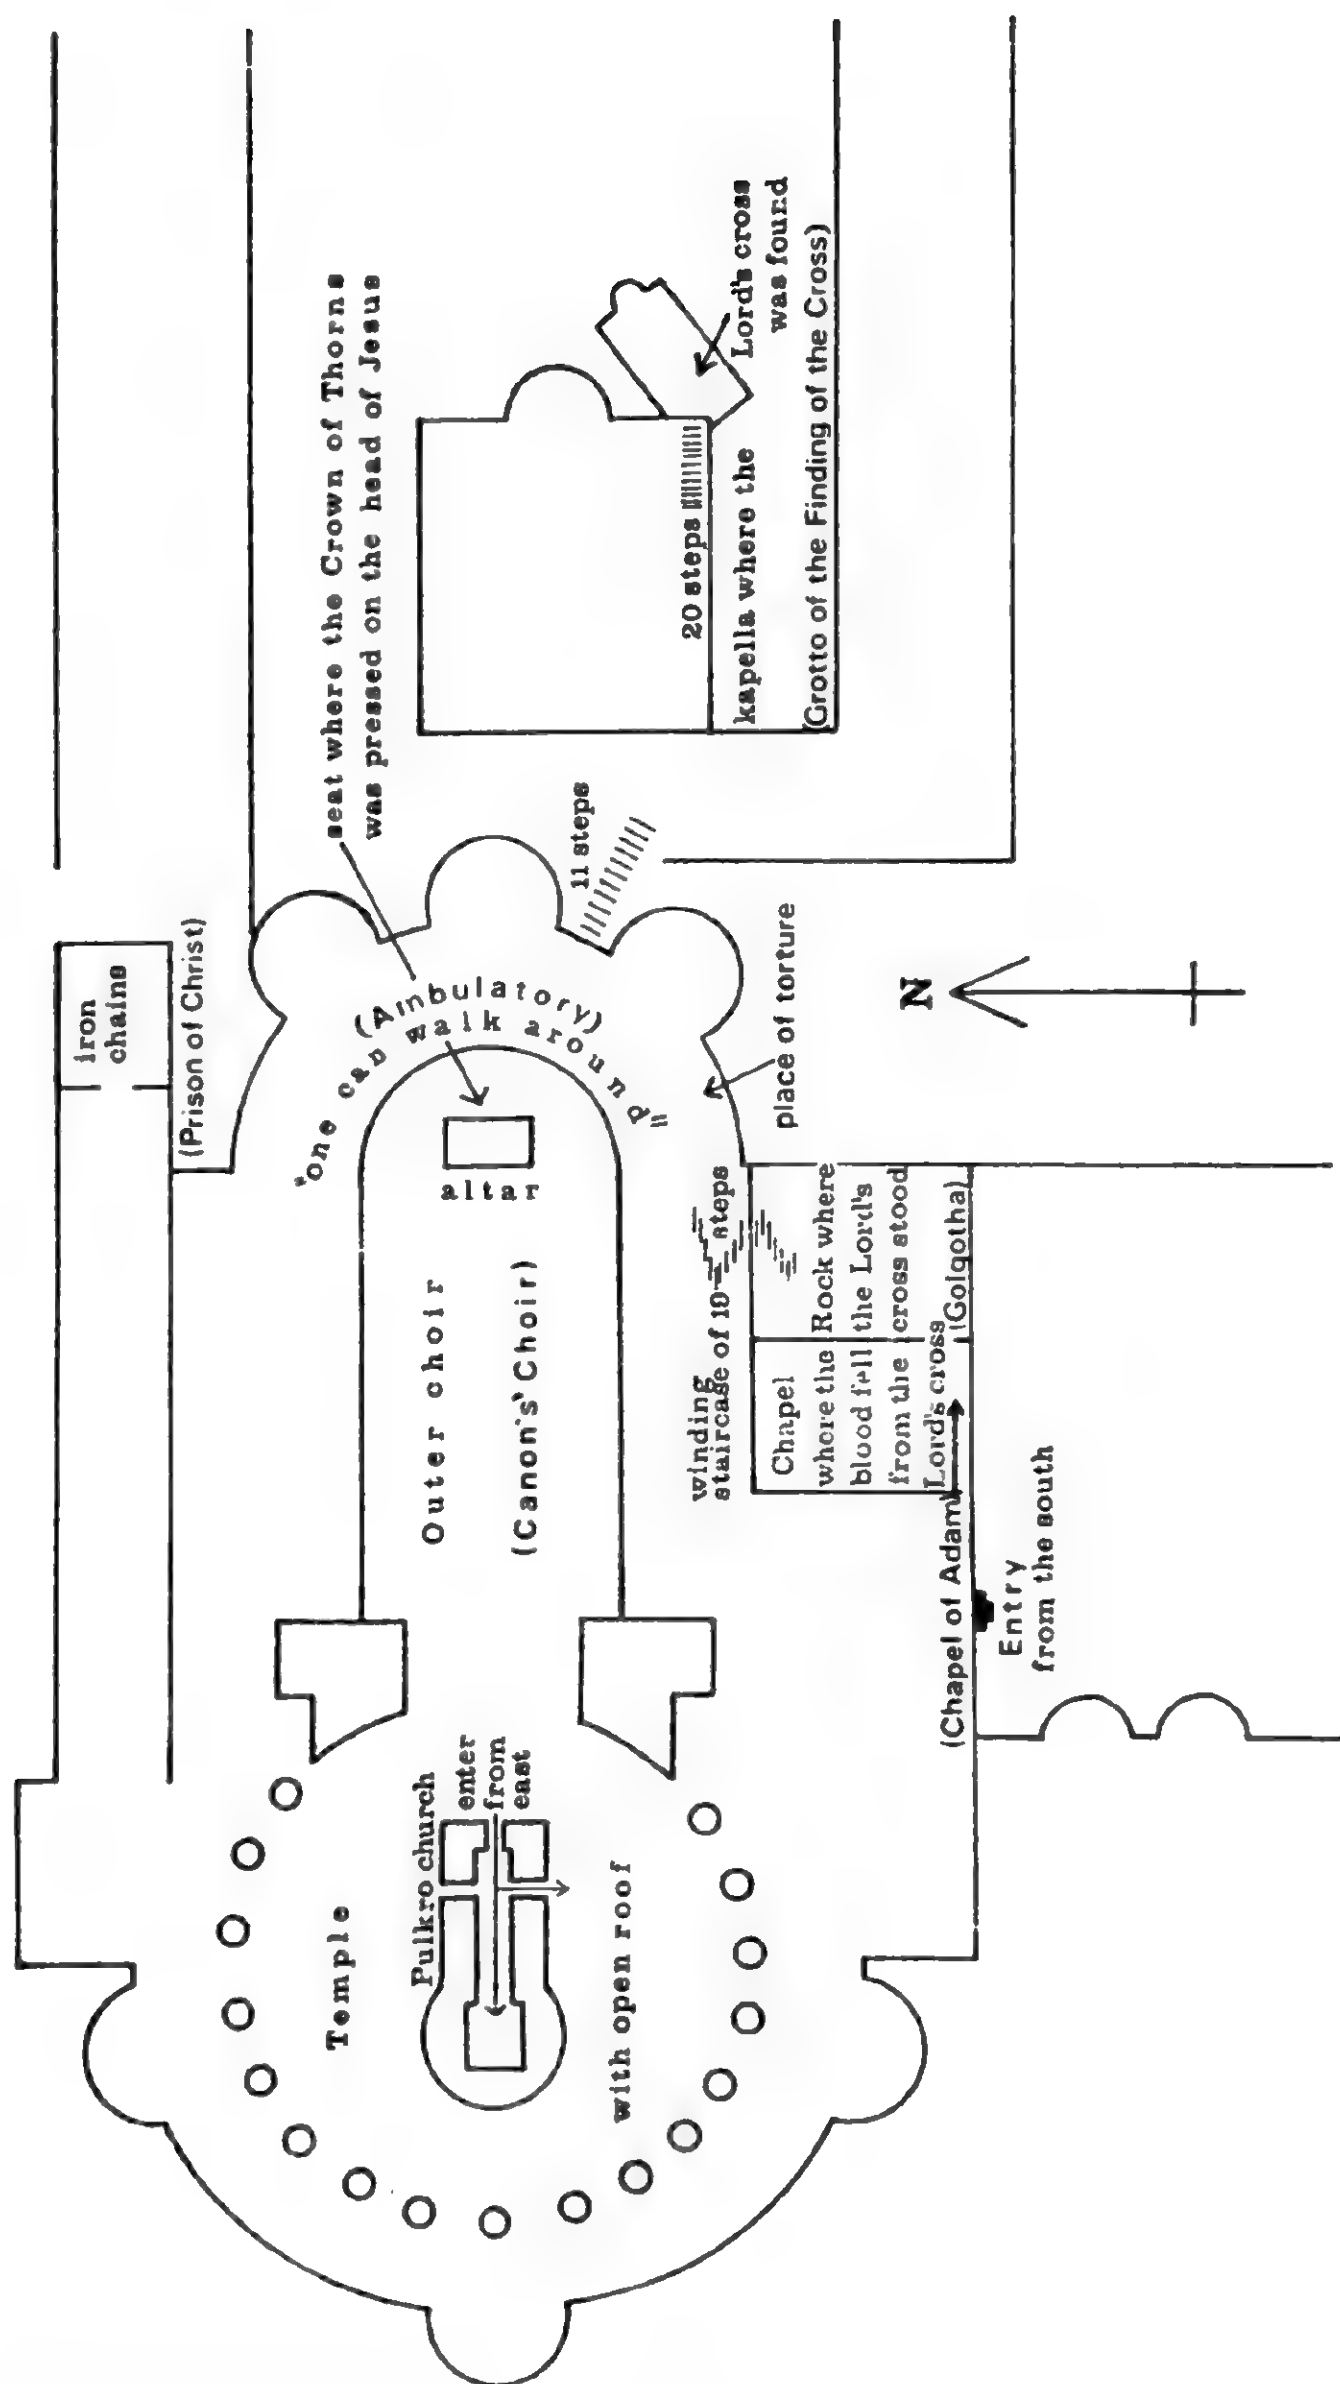 iron
chains
(Prison of Christ)
seat where the Crown of Thorns
was pressed on the head of Jesus
(Ambulatory)
"one can walk around"
altar
11 steps
20 steps
kapella where the
Lord's cross
was found
(Grotto of the Finding of the Cross)
place of torture
N
Outer choir
(Canon's' Choir)
winding
staircase of 19 steps
Chapel
where the
blood fell
from the
Lord's cross
(Chapel of Adam)
Rock where
the Lord's
cross stood
(Golgotha)
Entry
from the south
Temple
Pulkro church
enter
from
east
with open roof